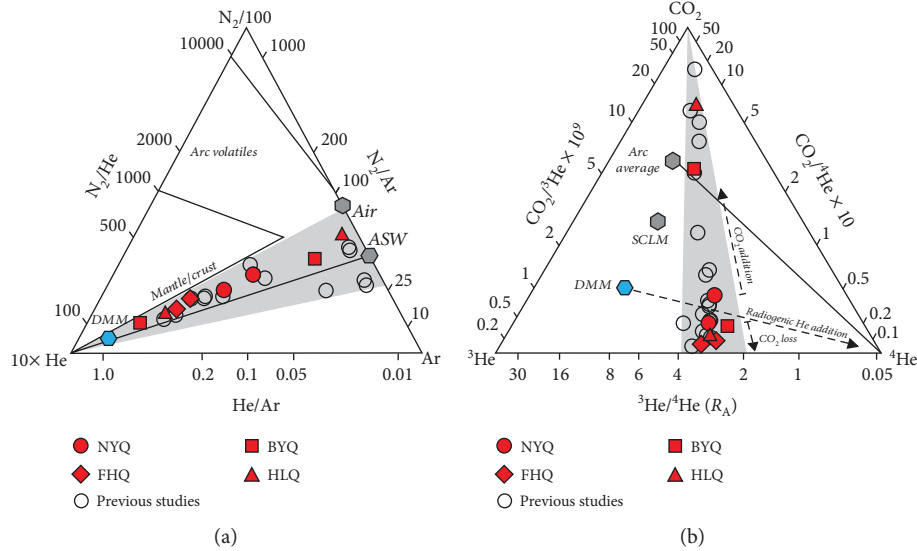 N₂/100
10000
1000
2000
Arc volatiles
200
N₂/He
N₂/Ar
1000
100
500
Air
ASW
Mantle/crust
25
100
DMM
10
10× He
Ar
1.0
0.2
0.1
0.05
0.01
He/Ar
NYQ
BYQ
FHQ
HLQ
Previous studies
(a)
CO₂
100
50
50
20
20
10
10
5
Arc
average
5
CO₂/³He × 10⁹
CO₂/⁴He × 10
2
SCLM
2
CO₂ addition
1
1
DMM
0.5
0.5
Radiogenic He addition
0.2
0.2
0.1
CO₂ loss
³He
⁴He
30
16
8
6
4
2
1
0.05
³He/⁴He (R_A)
NYQ
BYQ
FHQ
HLQ
Previous studies
(b)